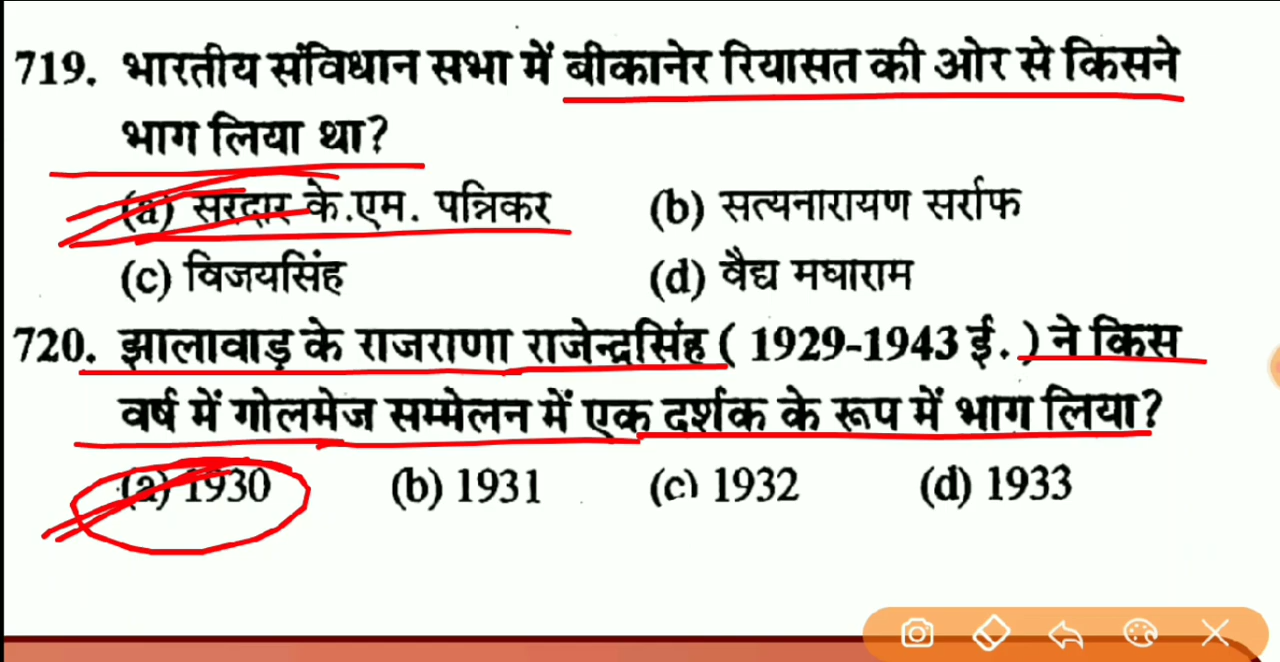 719. भारतीय संविधान सभा में बीकानेर रियासत की ओर से किसने
भाग लिया था?
(a) सरदार के.एम. पन्निकर (b) सत्यनारायण सर्राफ
(c) विजयसिंह (d) वैद्य मघाराम
720. झालावाड़ के राजराणा राजेन्द्रसिंह ( 1929-1943 ई. ) ने किस
वर्ष में गोलमेज सम्मेलन में एक दर्शक के रूप में भाग लिया?
(a) 1930 (b) 1931 (c) 1932 (d) 1933